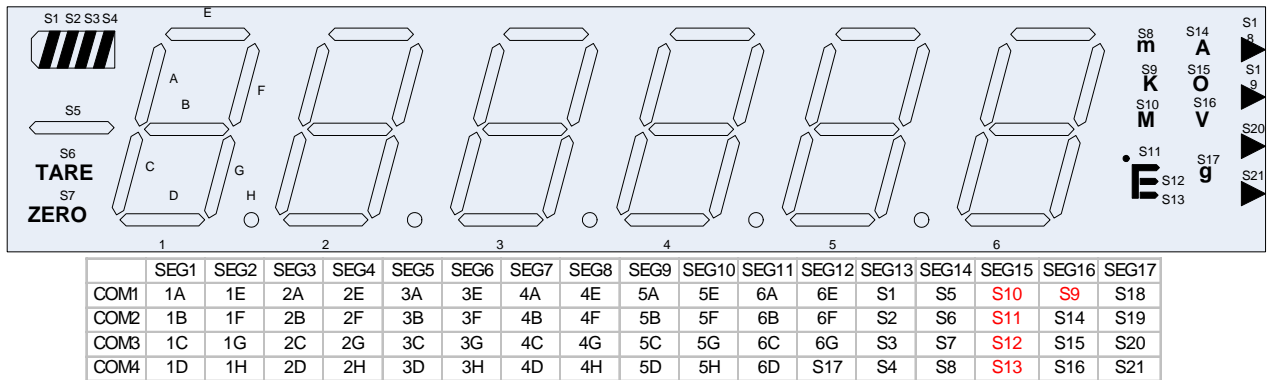 E
S1 S2 S3 S4
S8 S14 S1
8
m A
A
F
B
S9 S15 S1
9
K O
S5
S10 S16
M V
S20
S6
TARE
S11
S17
g
C
G
E
S12
S7
ZERO
D
H
S13
S21
1 2 3 4 5 6
SEG1 SEG2 SEG3 SEG4 SEG5 SEG6 SEG7 SEG8 SEG9 SEG10 SEG11 SEG12 SEG13 SEG14 SEG15 SEG16 SEG17
COM1 1A 1E 2A 2E 3A 3E 4A 4E 5A 5E 6A 6E S1 S5 S10 S9 S18
COM2 1B 1F 2B 2F 3B 3F 4B 4F 5B 5F 6B 6F S2 S6 S11 S14 S19
COM3 1C 1G 2C 2G 3C 3G 4C 4G 5C 5G 6C 6G S3 S7 S12 S15 S20
COM4 1D 1H 2D 2H 3D 3H 4D 4H 5D 5H 6D S17 S4 S8 S13 S16 S21